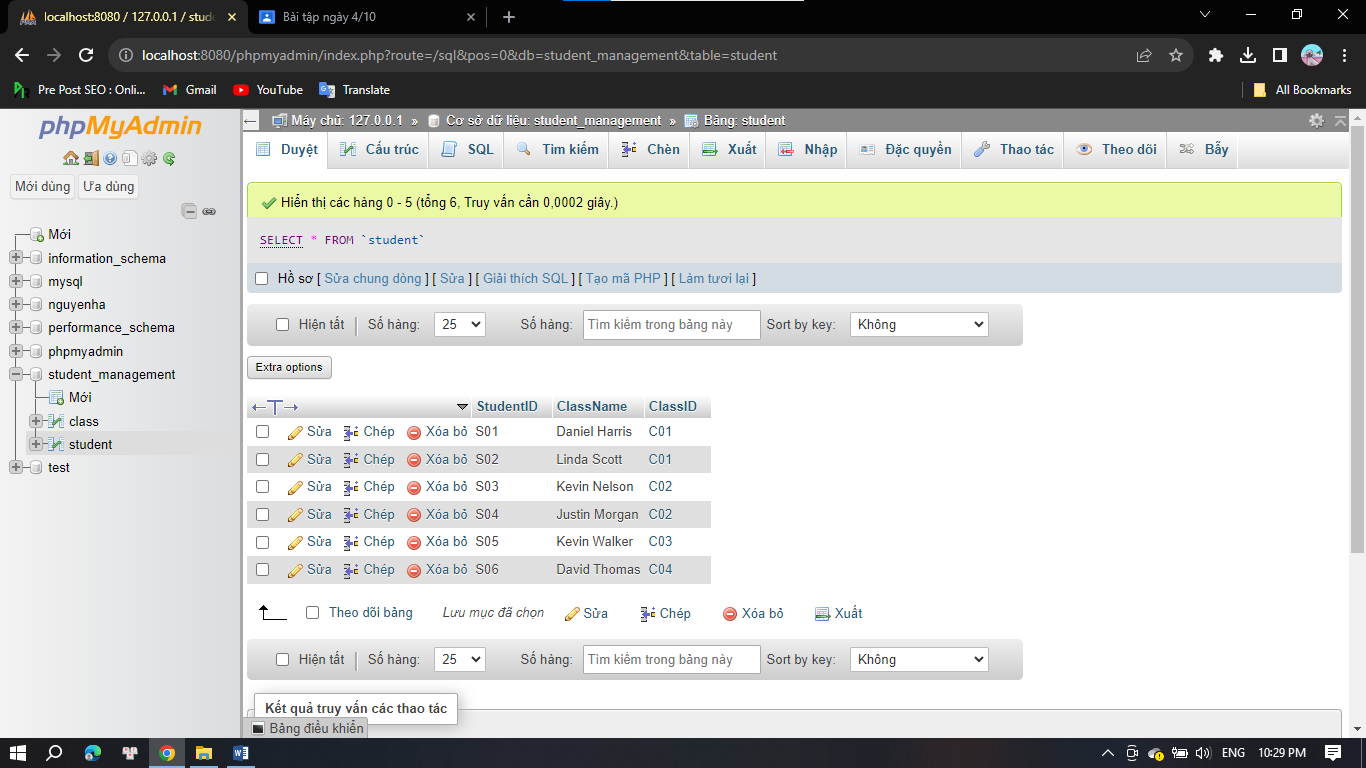 localhost:8080 / 127.0.0.1 / stude
Bài tập ngày 4/10
localhost:8080/phpmyadmin/index.php?route=/sql&pos=0&db=student_management&table=student
Pre Post SEO : Onli... Gmail YouTube Translate All Bookmarks
phpMyAdmin
Mới dùng Ưa dùng
Mới
information_schema
mysql
nguyenha
performance_schema
phpmyadmin
student_management
Mới
class
student
test
Máy chủ: 127.0.0.1 » Cơ sở dữ liệu: student_management » Bảng: student
Duyệt Cấu trúc SQL Tìm kiếm Chèn Xuất Nhập Đặc quyền Thao tác Theo dõi Bẫy
Hiển thị các hàng 0 - 5 (tổng 6, Truy vấn cần 0,0002 giây.)
SELECT * FROM `student`
Hồ sơ [ Sửa chung dòng ] [ Sửa ] [ Giải thích SQL ] [ Tạo mã PHP ] [ Làm tươi lại ]
Hiện tất Số hàng: 25 Số hàng: Tìm kiếm trong bảng này Sort by key: Không
Extra options
StudentID ClassName ClassID
Sửa Chép Xóa bỏ S01 Daniel Harris C01
Sửa Chép Xóa bỏ S02 Linda Scott C01
Sửa Chép Xóa bỏ S03 Kevin Nelson C02
Sửa Chép Xóa bỏ S04 Justin Morgan C02
Sửa Chép Xóa bỏ S05 Kevin Walker C03
Sửa Chép Xóa bỏ S06 David Thomas C04
Theo dõi bảng Lưu mục đã chọn Sửa Chép Xóa bỏ Xuất
Hiện tất Số hàng: 25 Số hàng: Tìm kiếm trong bảng này Sort by key: Không
Kết quả truy vấn các thao tác
Bảng điều khiển
ENG 10:29 PM